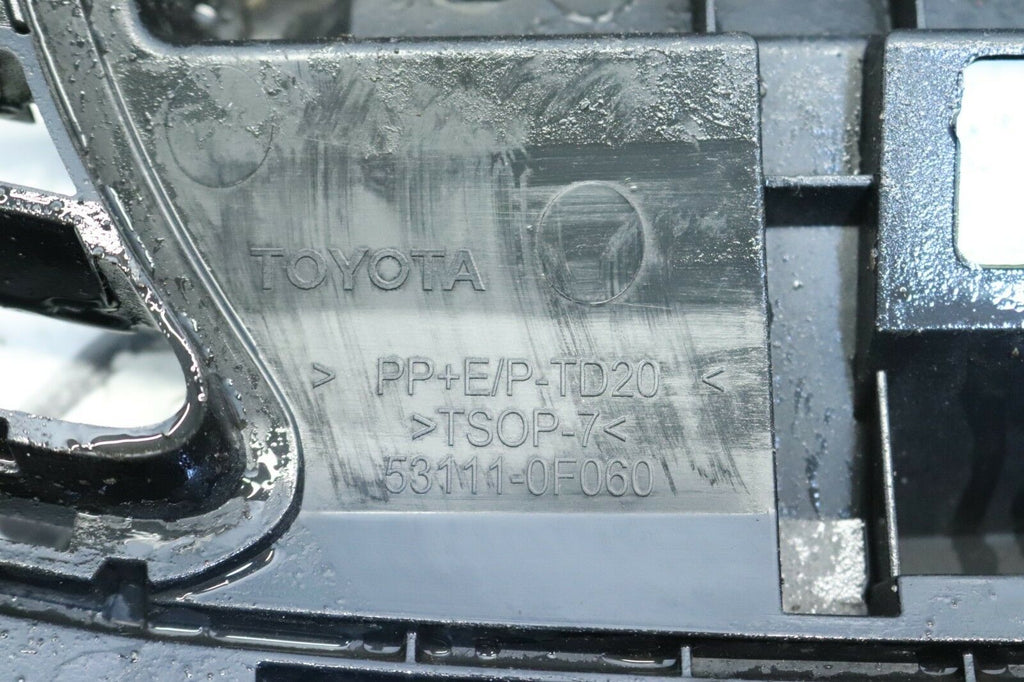 TOYOTA
> PP+E/P-TD20 <
>TSOP-7<
53111-0F060